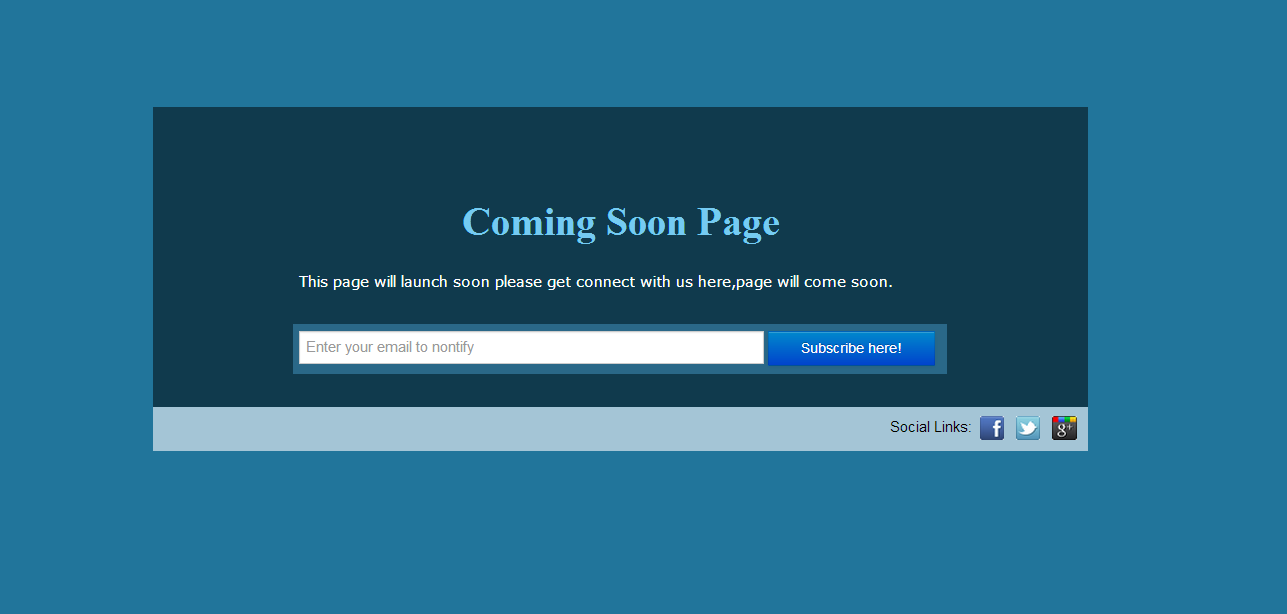 Coming Soon Page
This page will launch soon please get connect with us here,page will come soon.
Enter your email to nontify
Subscribe here!
Social Links: f g+